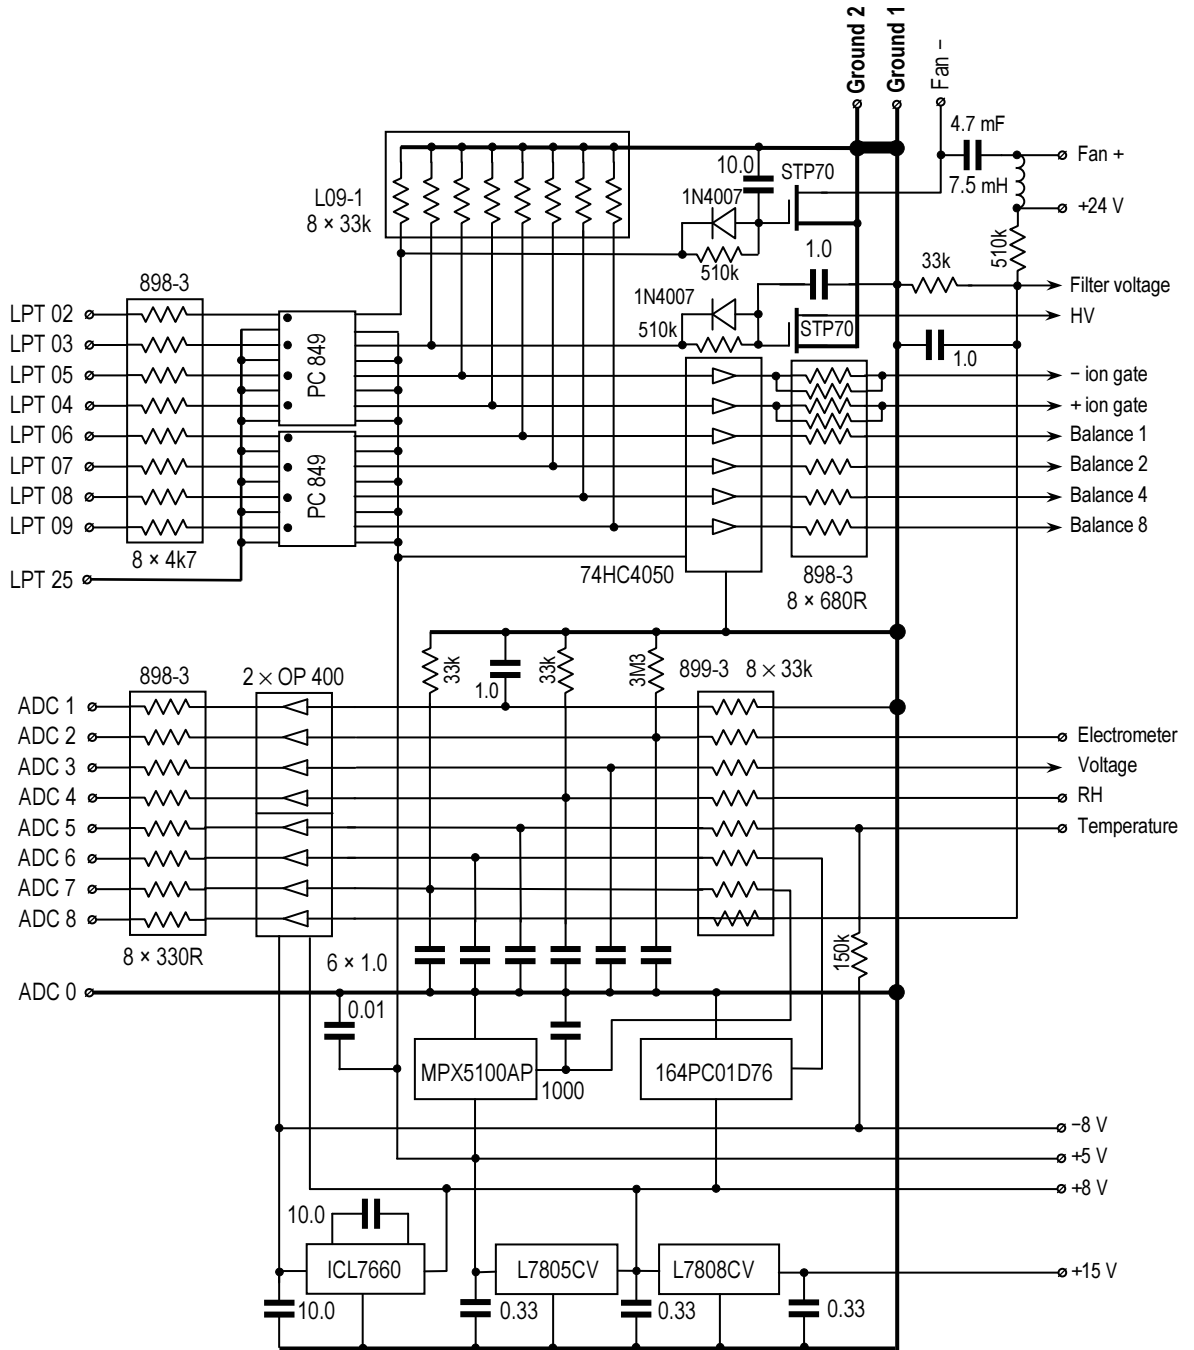 Ground 2
Ground 1
Fan −
4.7 mF
Fan +
7.5 mH
+24 V
510k
10.0
STP70
1N4007
L09-1
8 × 33k
510k
1.0
33k
898-3
Filter voltage
1N4007
LPT 02
HV
510k
STP70
LPT 03
PC 849
1.0
LPT 05
− ion gate
LPT 04
+ ion gate
LPT 06
Balance 1
LPT 07
PC 849
Balance 2
LPT 08
Balance 4
LPT 09
Balance 8
8 × 4k7
LPT 25
74HC4050
898-3
8 × 680R
33k
1.0
33k
3M3
898-3
2 × OP 400
899-3
8 × 33k
ADC 1
ADC 2
Electrometer
ADC 3
Voltage
ADC 4
RH
ADC 5
Temperature
ADC 6
ADC 7
ADC 8
8 × 330R
6 × 1.0
150k
ADC 0
0.01
MPX5100AP
1000
164PC01D76
−8 V
+5 V
+8 V
10.0
ICL7660
L7805CV
L7808CV
+15 V
10.0
0.33
0.33
0.33